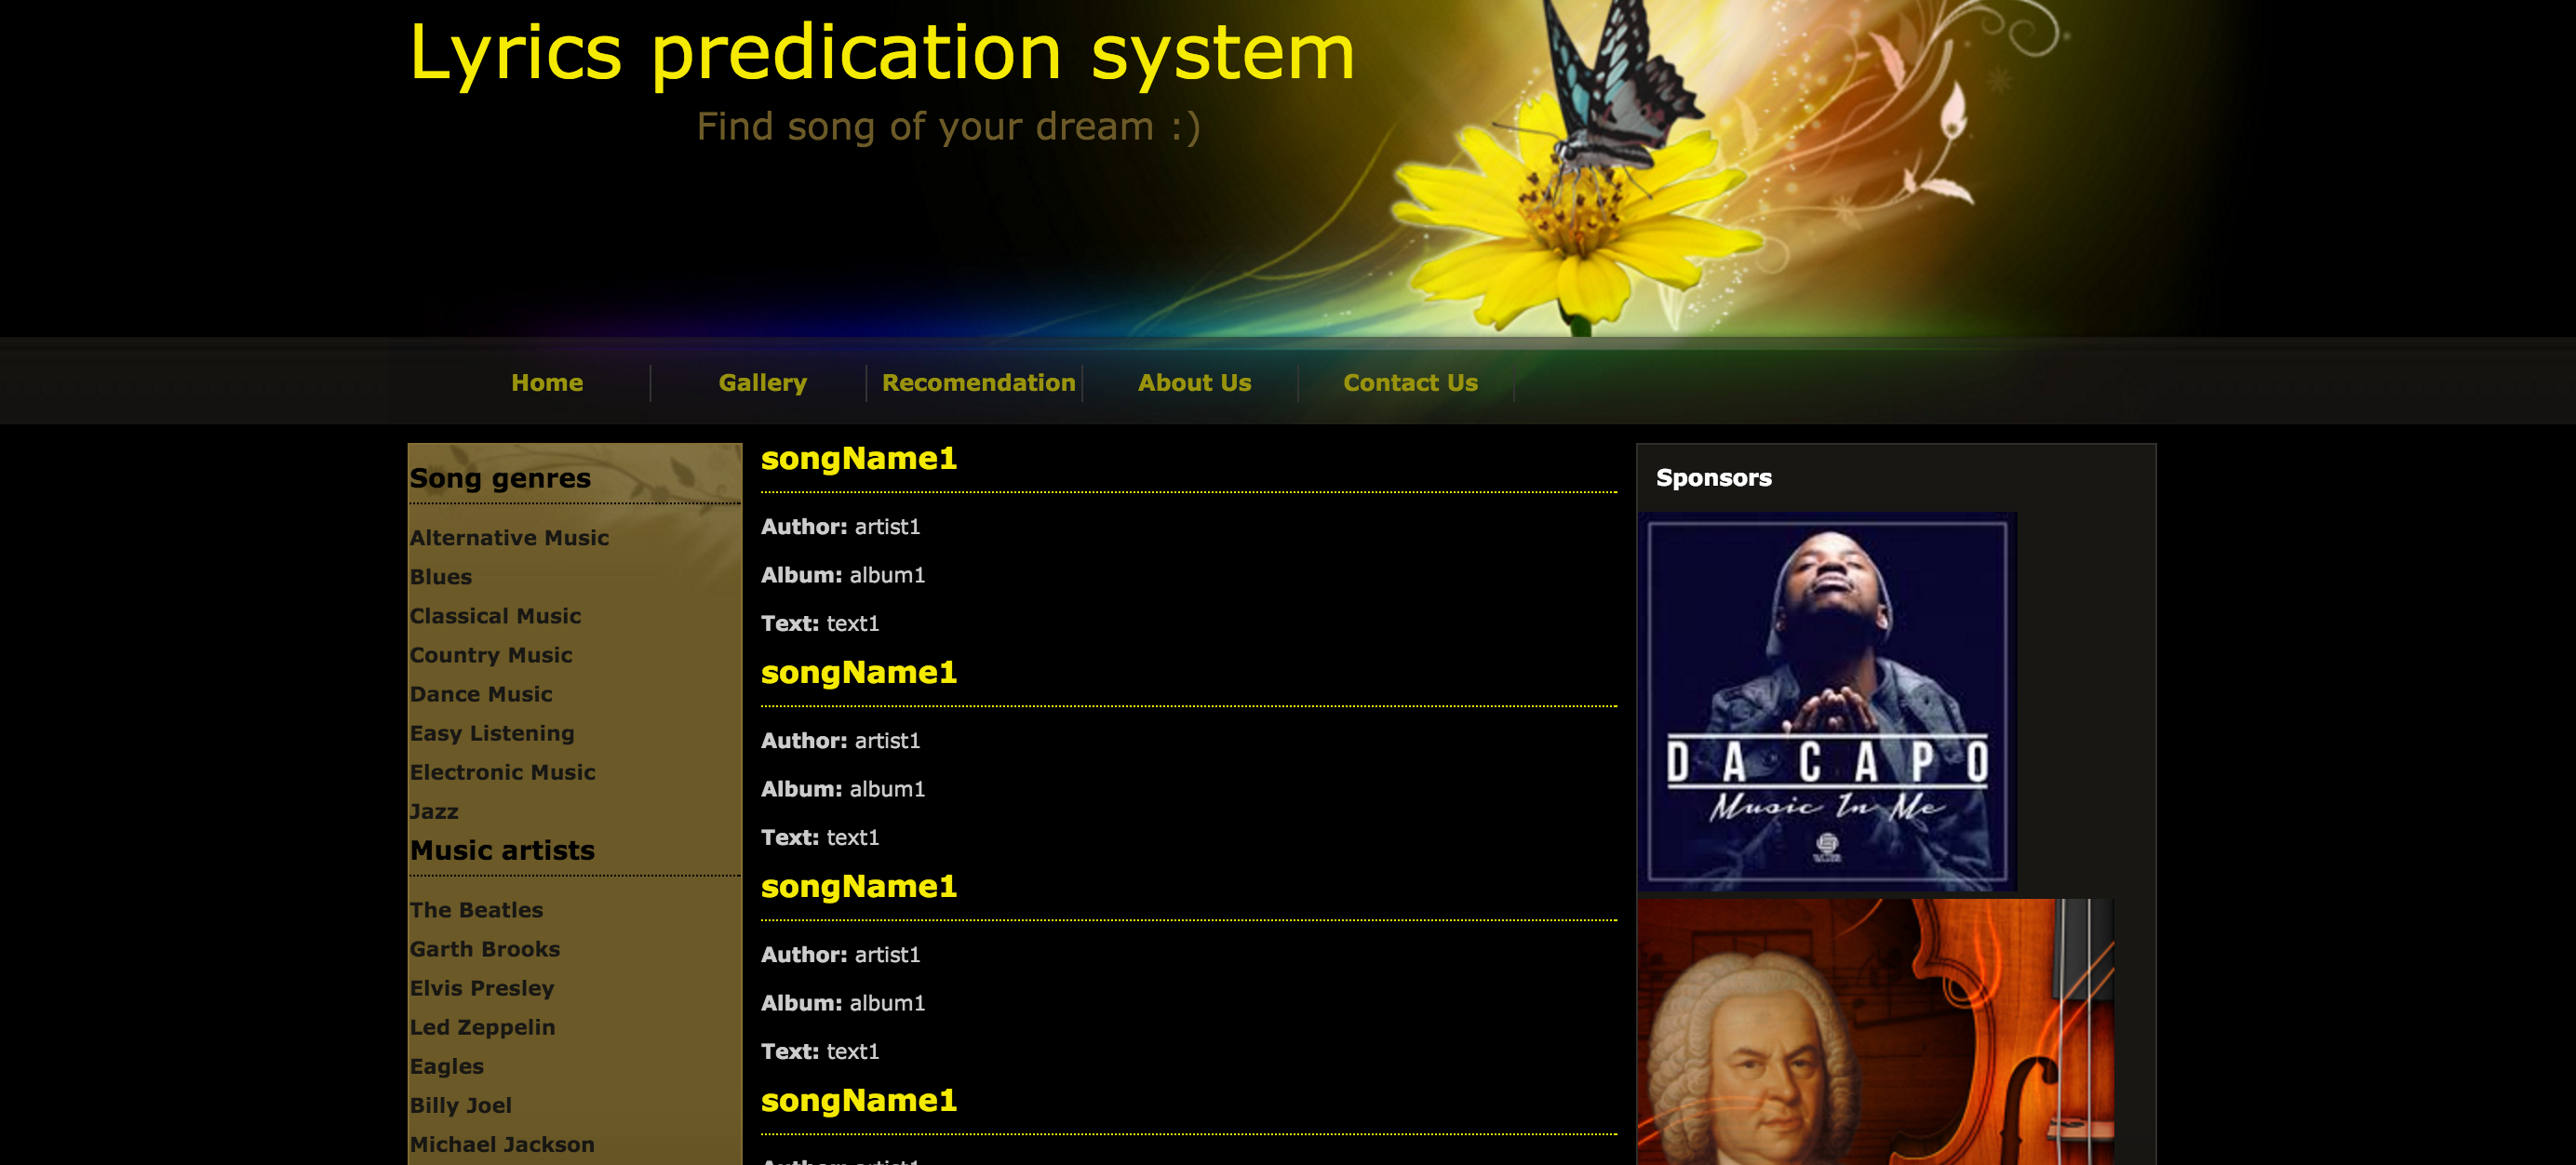 Lyrics predication system
Find song of your dream :)
Home
Gallery
Recomendation
About Us
Contact Us
Song genres
Alternative Music
Blues
Classical Music
Country Music
Dance Music
Easy Listening
Electronic Music
Jazz
Music artists
The Beatles
Garth Brooks
Elvis Presley
Led Zeppelin
Eagles
Billy Joel
Michael Jackson
songName1
Author: artist1
Album: album1
Text: text1
songName1
Author: artist1
Album: album1
Text: text1
songName1
Author: artist1
Album: album1
Text: text1
songName1
Author: artist1
Sponsors
DA CAPO
Music In Me